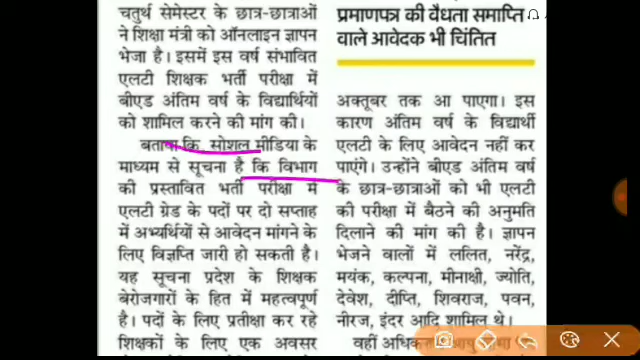 चतुर्थ सेमेस्टर के छात्र-छात्राओं
ने शिक्षा मंत्री को ऑनलाइन ज्ञापन
भेजा है। इसमें इस वर्ष संभावित
एलटी शिक्षक भर्ती परीक्षा में
बीएड अंतिम वर्ष के विद्यार्थियों
को शामिल करने की मांग की।
बताया कि सोशल मीडिया के
माध्यम से सूचना है कि विभाग
की प्रस्तावित भर्ती परीक्षा में
एलटी ग्रेड के पदों पर दो सप्ताह
में अभ्यर्थियों से आवेदन मांगने के
लिए विज्ञप्ति जारी हो सकती है।
यह सूचना प्रदेश के शिक्षक
बेरोजगारों के हित में महत्वपूर्ण
है। पदों के लिए प्रतीक्षा कर रहे
शिक्षकों के लिए एक अवसर
प्रमाणपत्र की वैधता समाप्ति
वाले आवेदक भी चिंतित
अक्तूबर तक आ पाएगा। इस
कारण अंतिम वर्ष के विद्यार्थी
एलटी के लिए आवेदन नहीं कर
पाएंगे। उन्होंने बीएड अंतिम वर्ष
के छात्र-छात्राओं को भी एलटी
की परीक्षा में बैठने की अनुमति
दिलाने की मांग की है। ज्ञापन
भेजने वालों में ललित, नरेंद्र,
मयंक, कल्पना, मीनाक्षी, ज्योति,
देवेश, दीप्ति, शिवराज, पवन,
नीरज, इंदर आदि शामिल थे।
वहीं